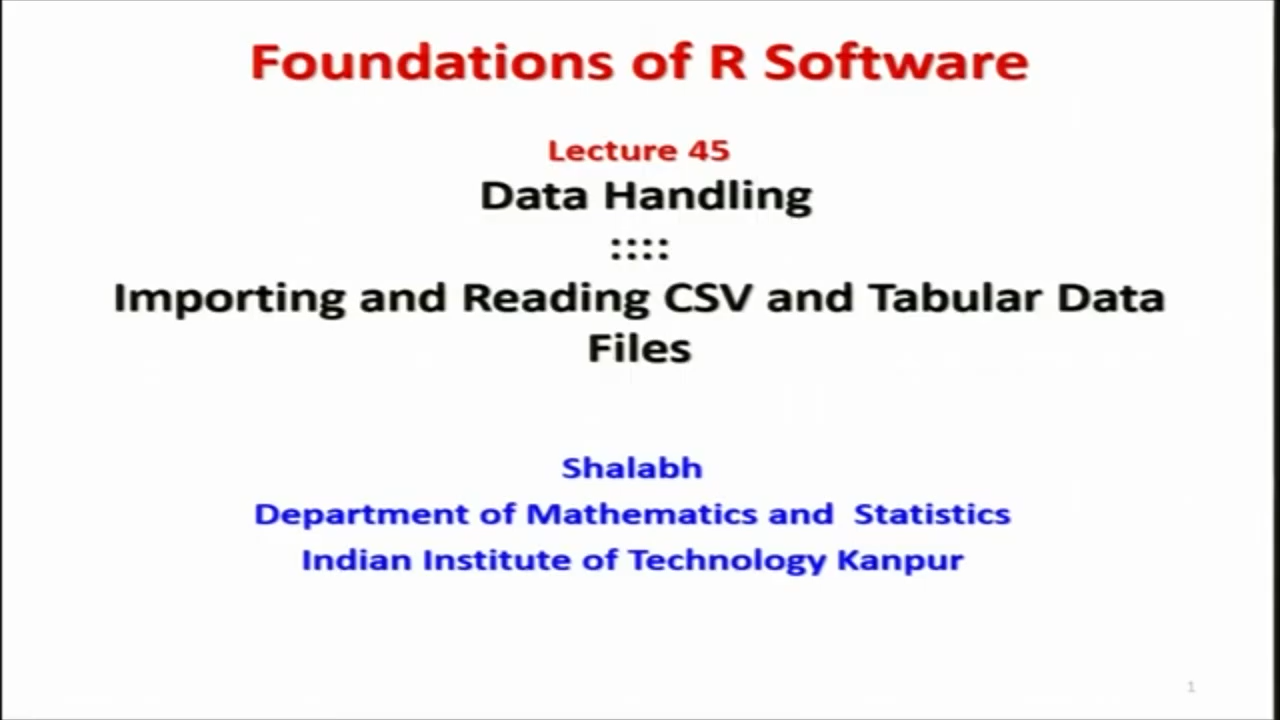 Foundations of R Software
Lecture 45
Data Handling
::::
Importing and Reading CSV and Tabular Data
Files
Shalabh
Department of Mathematics and Statistics
Indian Institute of Technology Kanpur
1